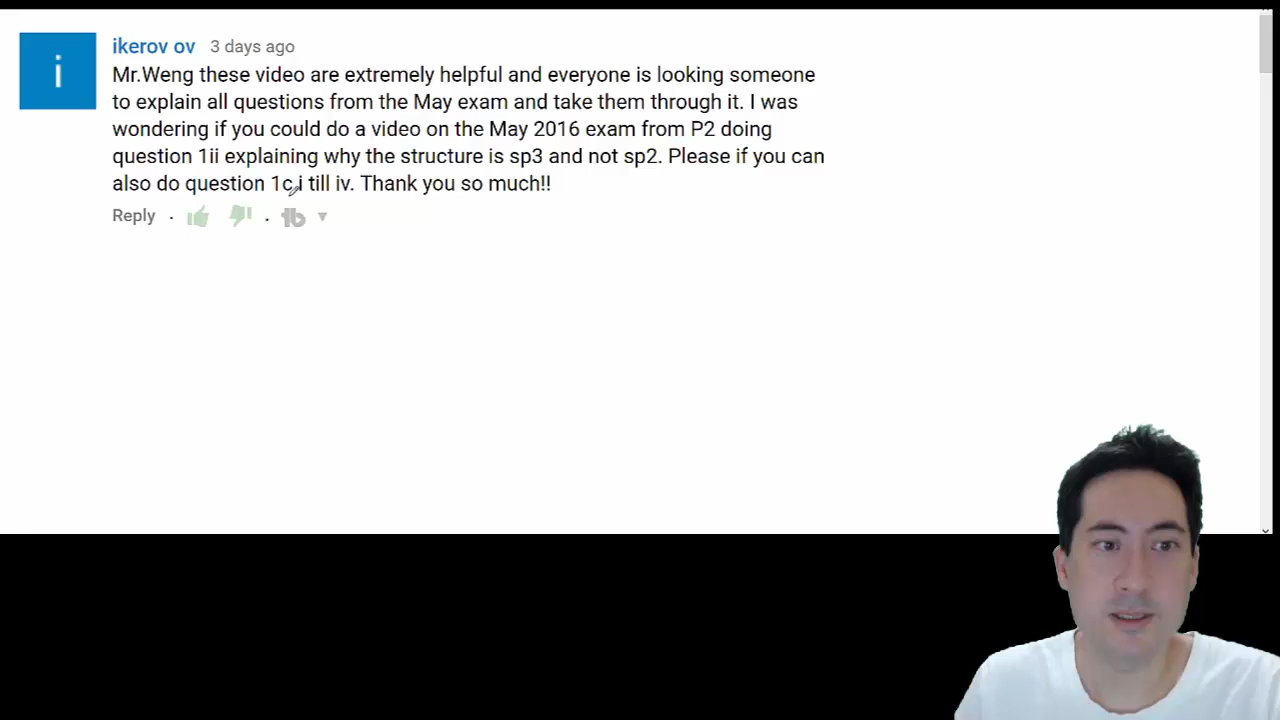 i
ikerov ov 3 days ago
Mr.Weng these video are extremely helpful and everyone is looking someone
to explain all questions from the May exam and take them through it. I was
wondering if you could do a video on the May 2016 exam from P2 doing
question 1ii explaining why the structure is sp3 and not sp2. Please if you can
also do question 1c,i till iv. Thank you so much!!
Reply